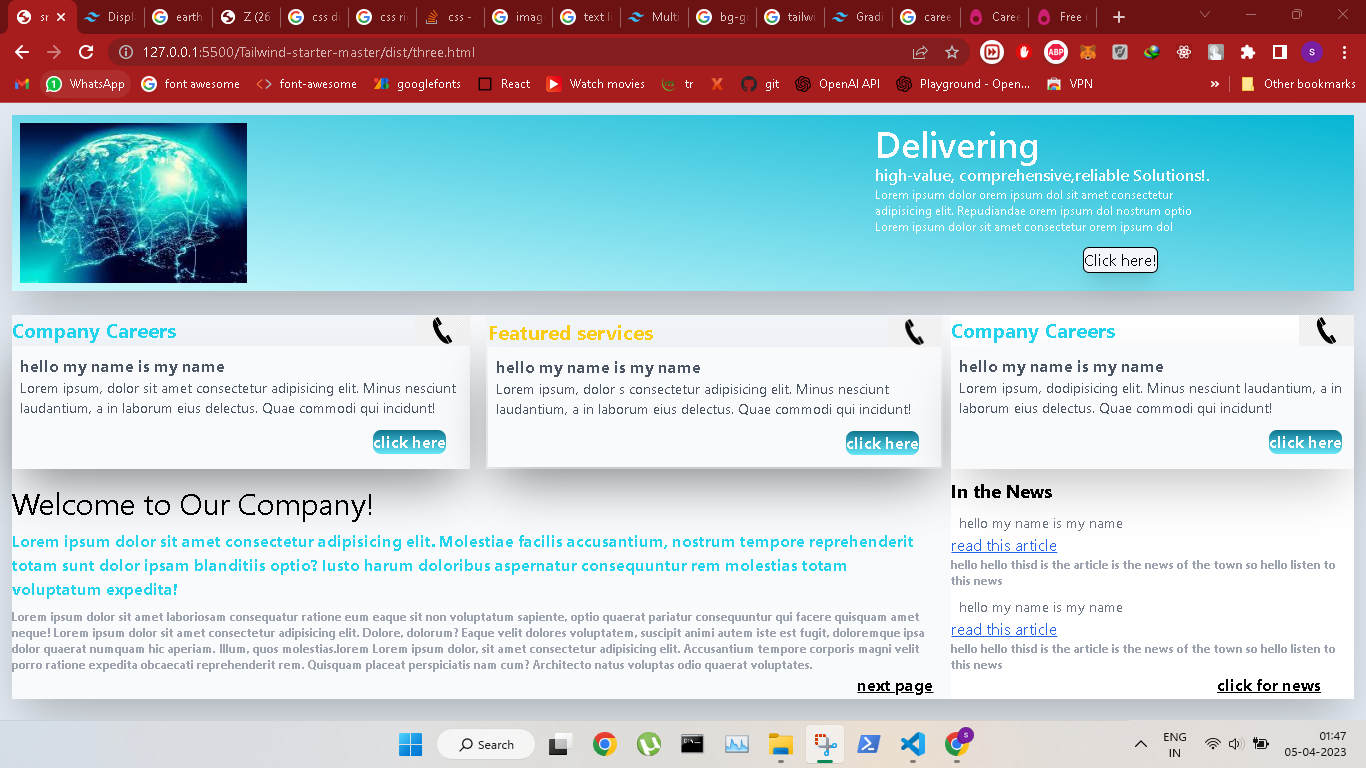 sr
Displ
earth
Z (26
css di
css ri
css -
imag
text li
Multi
bg-gr
tailw
Gradi
caree
Caree
Free c
127.0.0.1:5500/Tailwind-starter-master/dist/three.html
ABP
S
WhatsApp
font awesome
font-awesome
googlefonts
React
Watch movies
tr
git
OpenAI API
Playground - Open...
VPN
»
Other bookmarks
Delivering
high-value, comprehensive,reliable Solutions!.
Lorem ipsum dolor orem ipsum dol sit amet consectetur
adipisicing elit. Repudiandae orem ipsum dol nostrum optio
Lorem ipsum dolor sit amet consectetur orem ipsum dol
Click here!
Company Careers
hello my name is my name
Lorem ipsum, dolor sit amet consectetur adipisicing elit. Minus nesciunt
laudantium, a in laborum eius delectus. Quae commodi qui incidunt!
click here
Featured services
hello my name is my name
Lorem ipsum, dolor s consectetur adipisicing elit. Minus nesciunt
laudantium, a in laborum eius delectus. Quae commodi qui incidunt!
click here
Company Careers
hello my name is my name
Lorem ipsum, dodipisicing elit. Minus nesciunt laudantium, a in
laborum eius delectus. Quae commodi qui incidunt!
click here
Welcome to Our Company!
Lorem ipsum dolor sit amet consectetur adipisicing elit. Molestiae facilis accusantium, nostrum tempore reprehenderit
totam sunt dolor ipsam blanditiis optio? Iusto harum doloribus aspernatur consequuntur rem molestias totam
voluptatum expedita!
Lorem ipsum dolor sit amet laboriosam consequatur ratione eum eaque sit non voluptatum sapiente, optio quaerat pariatur consequuntur qui facere quisquam amet
neque! Lorem ipsum dolor sit amet consectetur adipisicing elit. Dolore, dolorum? Eaque velit dolores voluptatem, suscipit animi autem iste est fugit, doloremque ipsa
dolor quaerat numquam hic aperiam. Illum, quos molestias.lorem Lorem ipsum dolor, sit amet consectetur adipisicing elit. Accusantium tempore corporis magni velit
porro ratione expedita obcaecati reprehenderit rem. Quisquam placeat perspiciatis nam cum? Architecto natus voluptas odio quaerat voluptates.
next page
In the News
hello my name is my name
read this article
hello hello thisd is the article is the news of the town so hello listen to
this news
hello my name is my name
read this article
hello hello thisd is the article is the news of the town so hello listen to
this news
click for news
Search
S
ENG
IN
01:47
05-04-2023